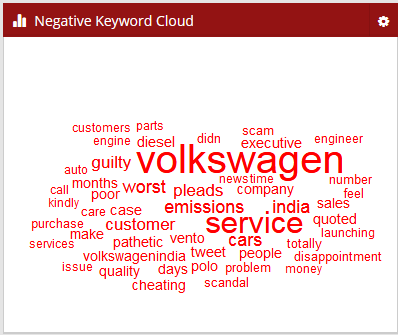 Negative Keyword Cloud
customers parts
engine diesel didn scam executive engineer
guilty volkswagen
auto newstime number
call months worst pleads company feel
kindly poor
care case emissions india sales
purchase customer service quoted
make launching
services pathetic vento cars totally
volkswagenindia tweet people disappointment
issue quality days polo problem money
cheating scandal